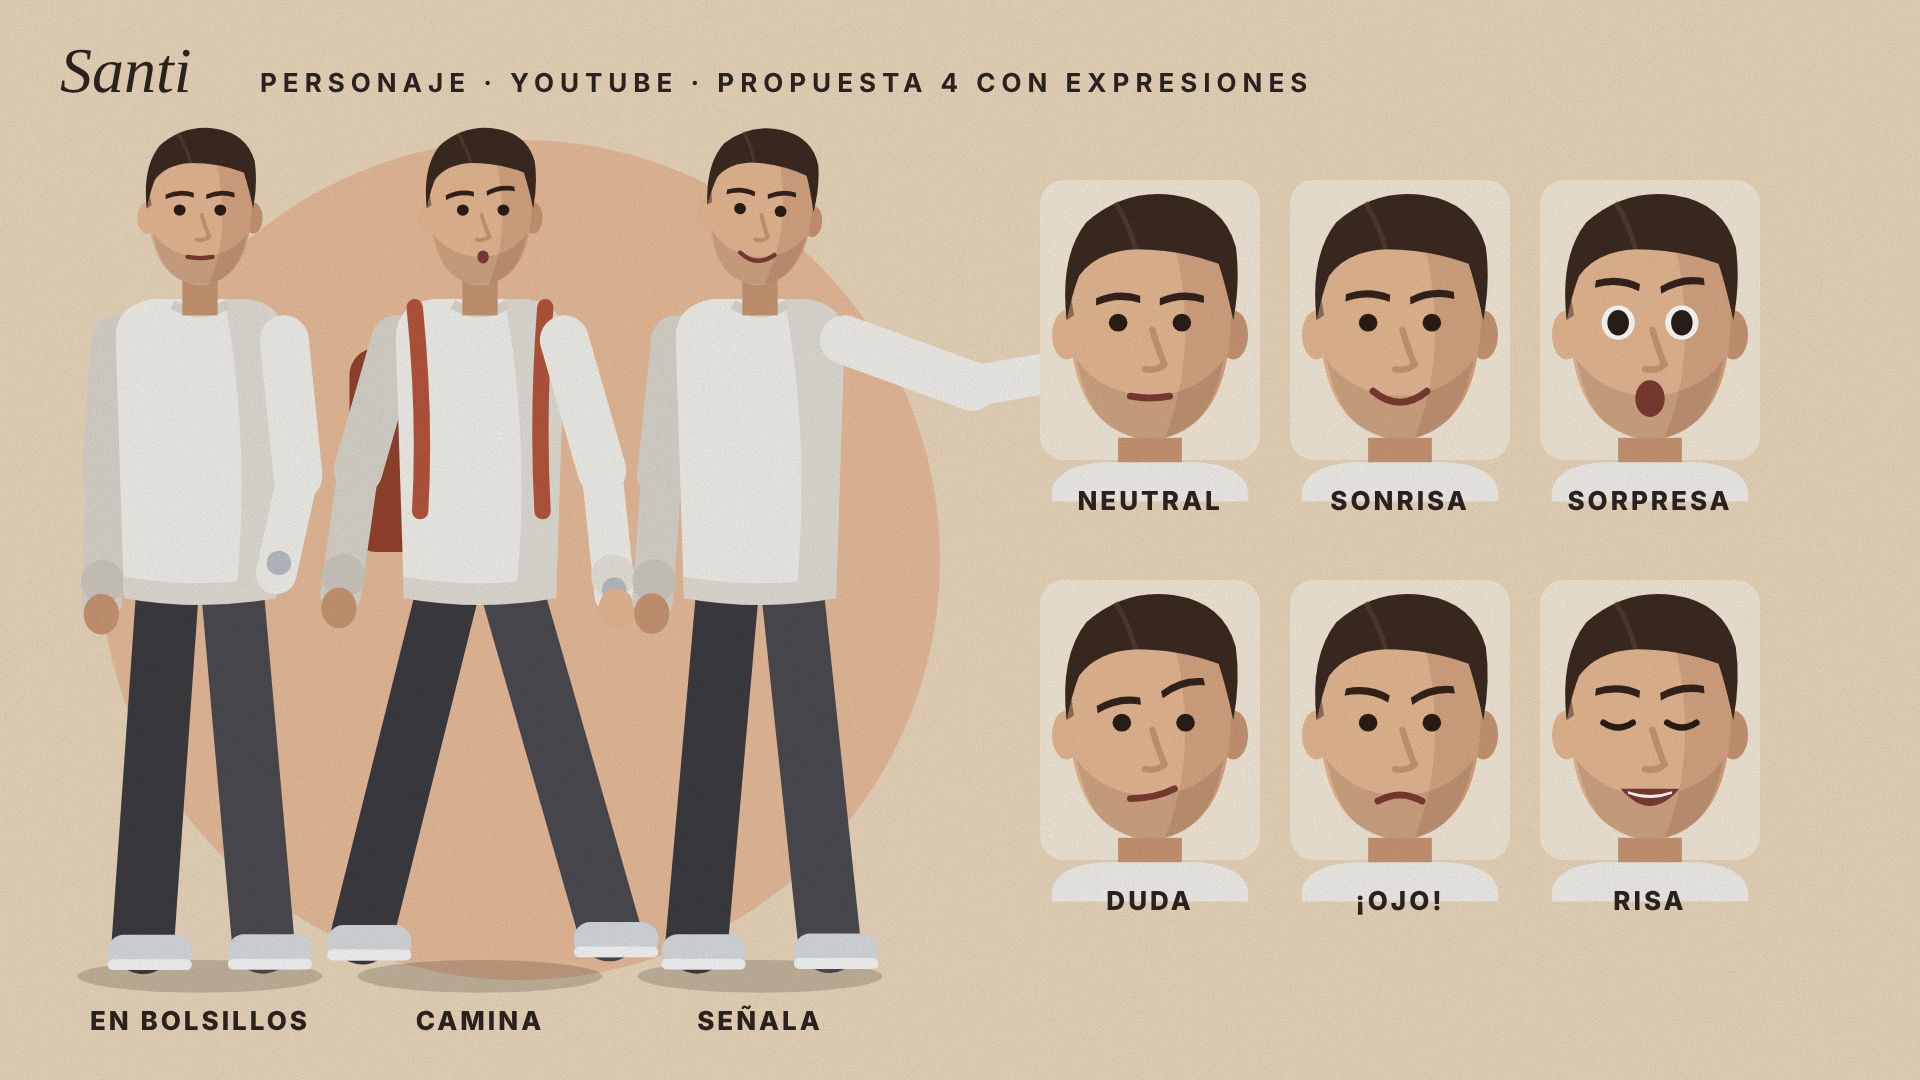 Santi
PERSONAJE · YOUTUBE · PROPUESTA 4 CON EXPRESIONES
NEUTRAL
SONRISA
SORPRESA
DUDA
¡OJO!
RISA
EN BOLSILLOS
CAMINA
SEÑALA